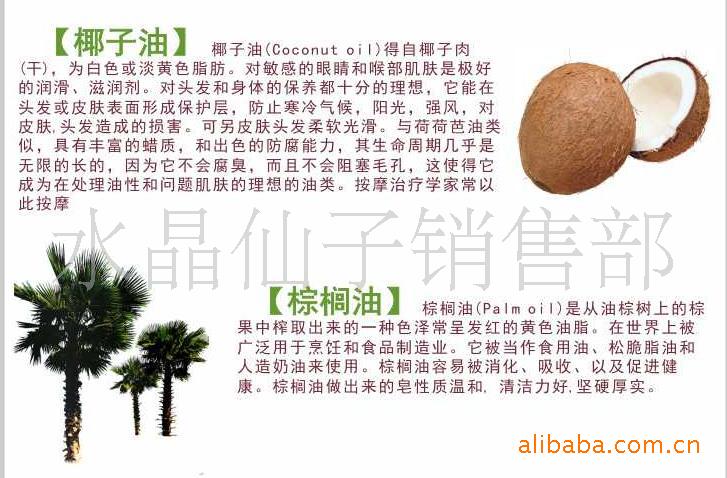 【椰子油】 椰子油(Coconut oil)得自椰子肉
(干)，为白色或淡黄色脂肪。对敏感的眼睛和喉部肌肤是极好
的润滑、滋润剂。对头发和身体的保养都十分的理想，它能在
头发或皮肤表面形成保护层，防止寒冷气候，阳光，强风，对
皮肤,头发造成的损害。可另皮肤头发柔软光滑。与荷荷芭油类
似，具有丰富的蜡质，和出色的防腐能力，其生命周期几乎是
无限的长的，因为它不会腐臭，而且不会阻塞毛孔，这使得它
成为在处理油性和问题肌肤的理想的油类。按摩治疗学家常以
此按摩
水晶仙子销售部
【棕榈油】 棕榈油(Palm oil)是从油棕树上的棕
果中榨取出来的一种色泽常呈发红的黄色油脂。在世界上被
广泛用于烹饪和食品制造业。它被当作食用油、松脆脂油和
人造奶油来使用。棕榈油容易被消化、吸收、以及促进健
康。棕榈油做出来的皂性质温和, 清洁力好,坚硬厚实。
alibaba.com.cn